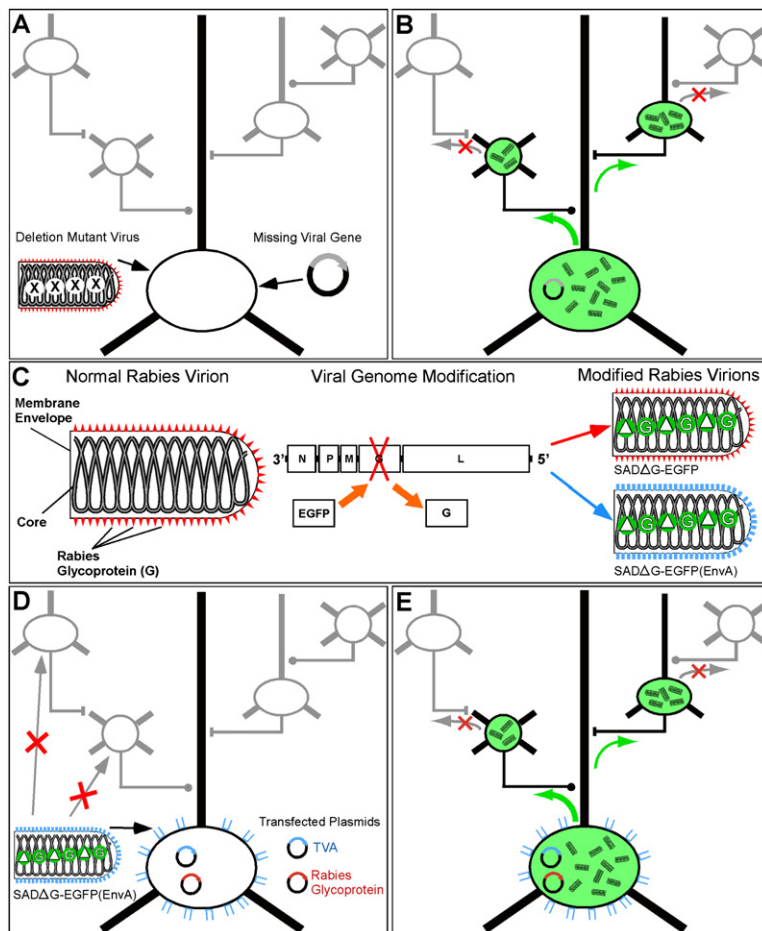 A
B
Deletion Mutant Virus
Missing Viral Gene
X X X X
C
Normal Rabies Virion
Viral Genome Modification
Modified Rabies Virions
Membrane
Envelope
Core
Rabies
Glycoprotein (G)
3' N P M G L 5'
EGFP
G
Δ G Δ G Δ G
SADΔG-EGFP
Δ G Δ G Δ G
SADΔG-EGFP(EnvA)
D
E
Transfected Plasmids
TVA
Rabies
Glycoprotein
Δ G Δ G Δ G
SADΔG-EGFP(EnvA)